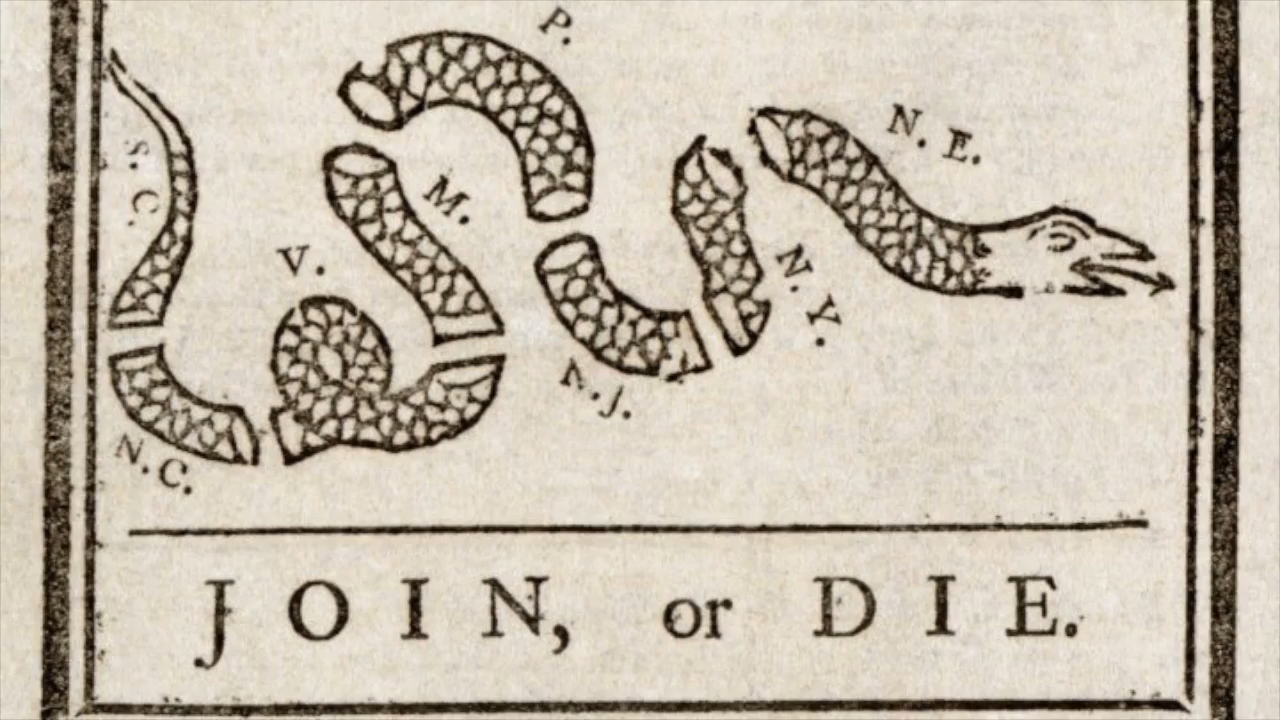 P.
N. E.
S. C.
M.
V.
N. Y.
N. J.
N. C.
JOIN, or DIE.